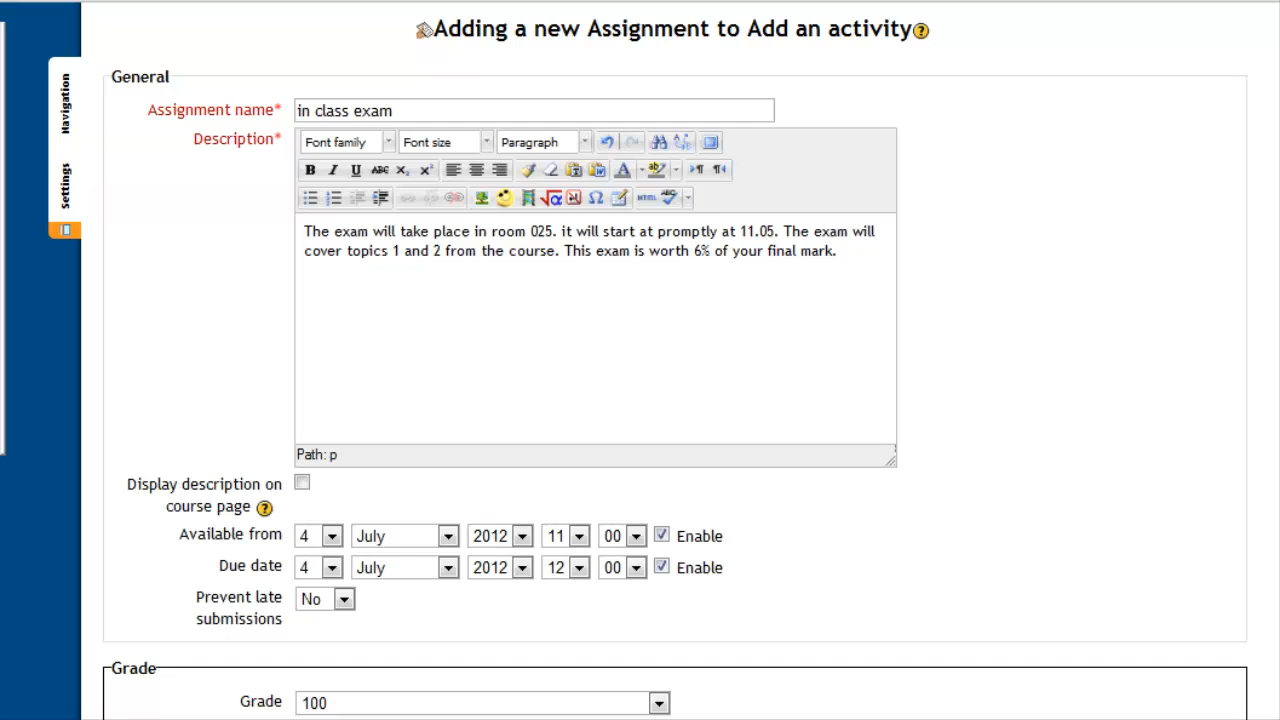 Adding a new Assignment to Add an activity
Navigation
Settings
General
Assignment name*
in class exam
Description*
Font family
Font size
Paragraph
B I U ABC X₂ X²
HTML
The exam will take place in room 025. it will start at promptly at 11.05. The exam will
cover topics 1 and 2 from the course. This exam is worth 6% of your final mark.
Path: p
Display description on
course page
Available from 4 July 2012 11 00 Enable
Due date 4 July 2012 12 00 Enable
Prevent late
submissions
No
Grade
Grade 100